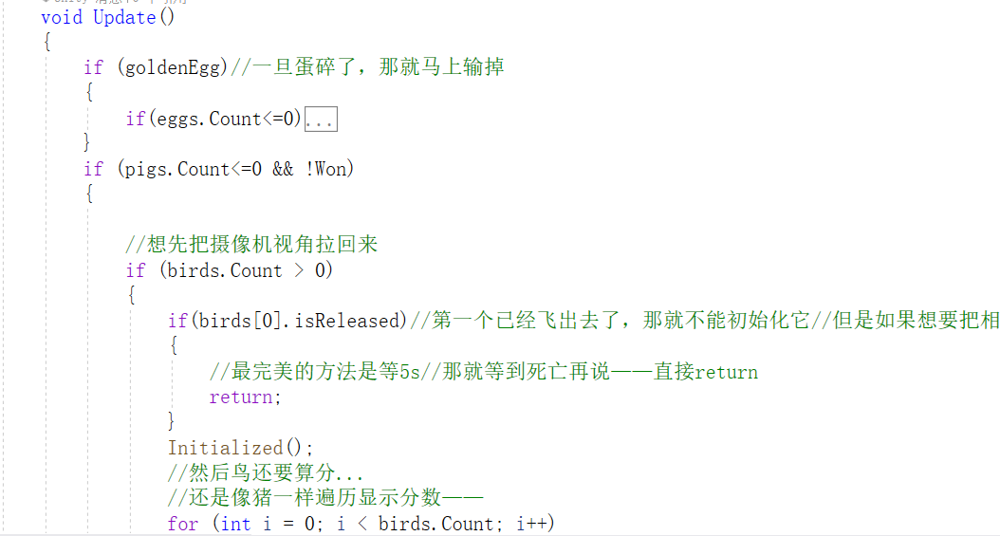 void Update()
{
if (goldenEgg)//一旦蛋碎了，那就马上输掉
{
if(eggs.Count<=0)...
}
if (pigs.Count<=0 && !Won)
{
//想先把摄像机视角拉回来
if (birds.Count > 0)
{
if(birds[0].isReleased)//第一个已经飞出去了，那就不能初始化它//但是如果想要把相
{
//最完美的方法是等5s//那就等到死亡再说——直接return
return;
}
Initialized();
//然后鸟还要算分...
//还是像猪一样遍历显示分数——
for (int i = 0; i < birds.Count; i++)